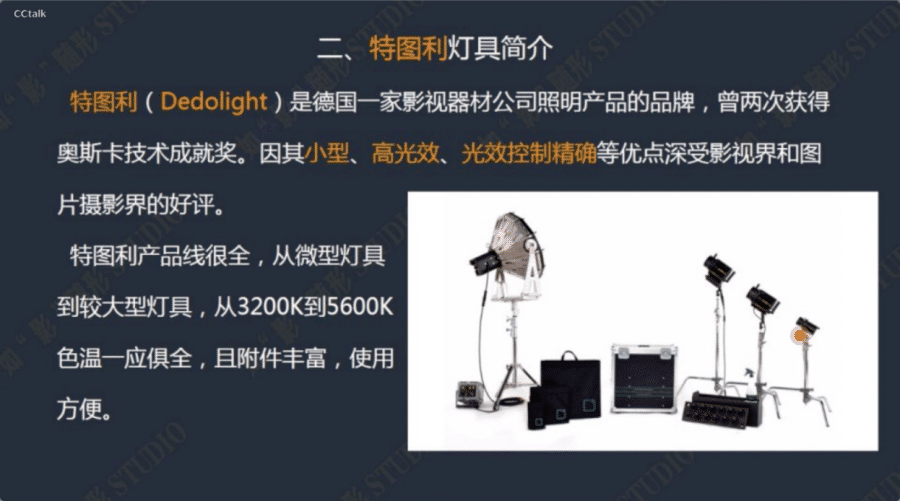 CCtalk
二、特图利灯具简介
特图利（Dedolight）是德国一家影视器材公司照明产品的品牌，曾两次获得
奥斯卡技术成就奖。因其小型、高光效、光效控制精确等优点深受影视界和图
片摄影界的好评。
特图利产品线很全，从微型灯具
到较大型灯具，从3200K到5600K
色温一应俱全，且附件丰富，使用
方便。